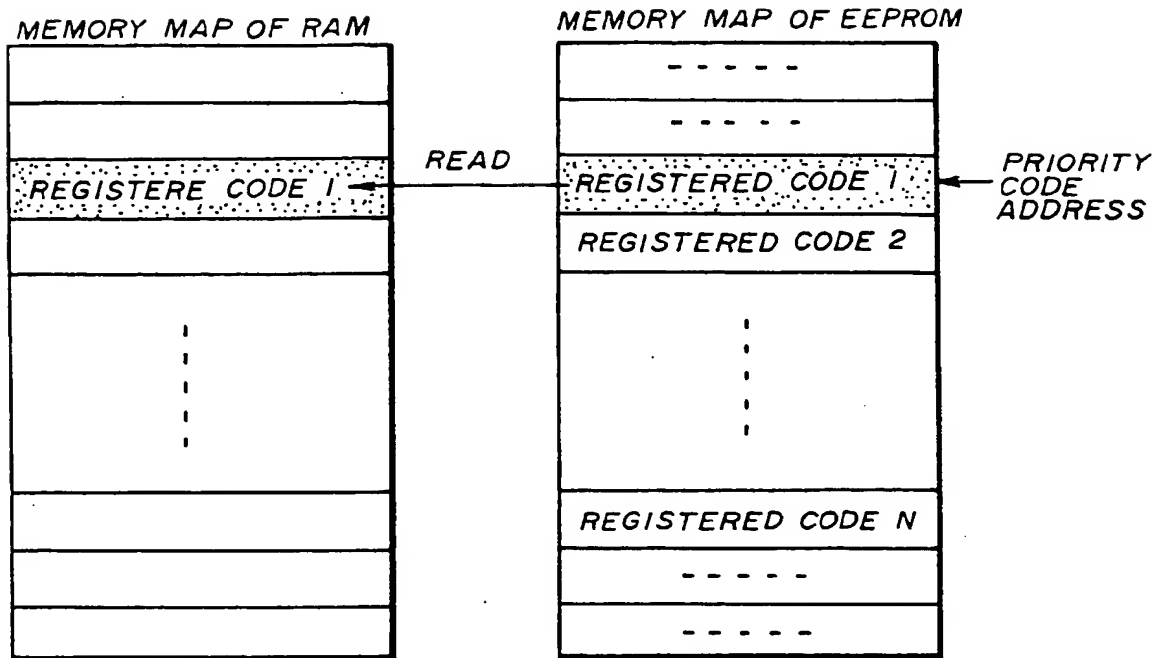 MEMORY MAP OF RAM
MEMORY MAP OF EEPROM
- - - - -
- - - - -
REGISTERE CODE 1
READ
REGISTERED CODE 1
PRIORITY
CODE
ADDRESS
REGISTERED CODE 2
REGISTERED CODE N
- - - - -
- - - - -